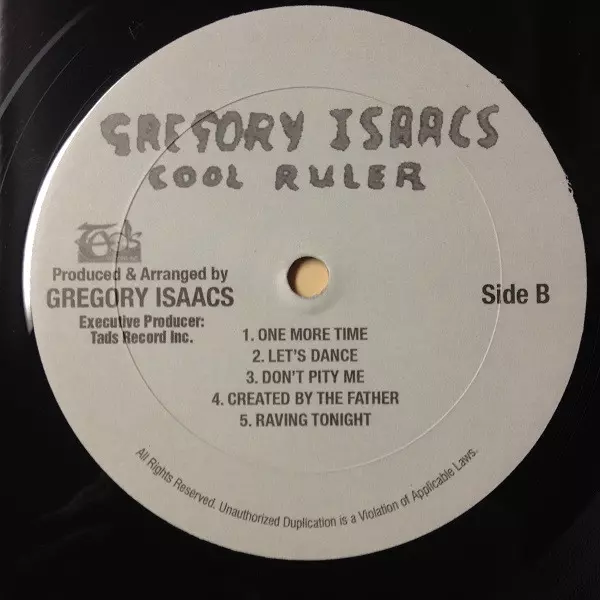 GREGORY ISAACS
COOL RULER
Tads
Produced & Arranged by
GREGORY ISAACS
Executive Producer:
Tads Record Inc.
Side B
1. ONE MORE TIME
2. LET'S DANCE
3. DON'T PITY ME
4. CREATED BY THE FATHER
5. RAVING TONIGHT
All Rights Reserved. Unauthorized Duplication is a Violation of Applicable Laws.